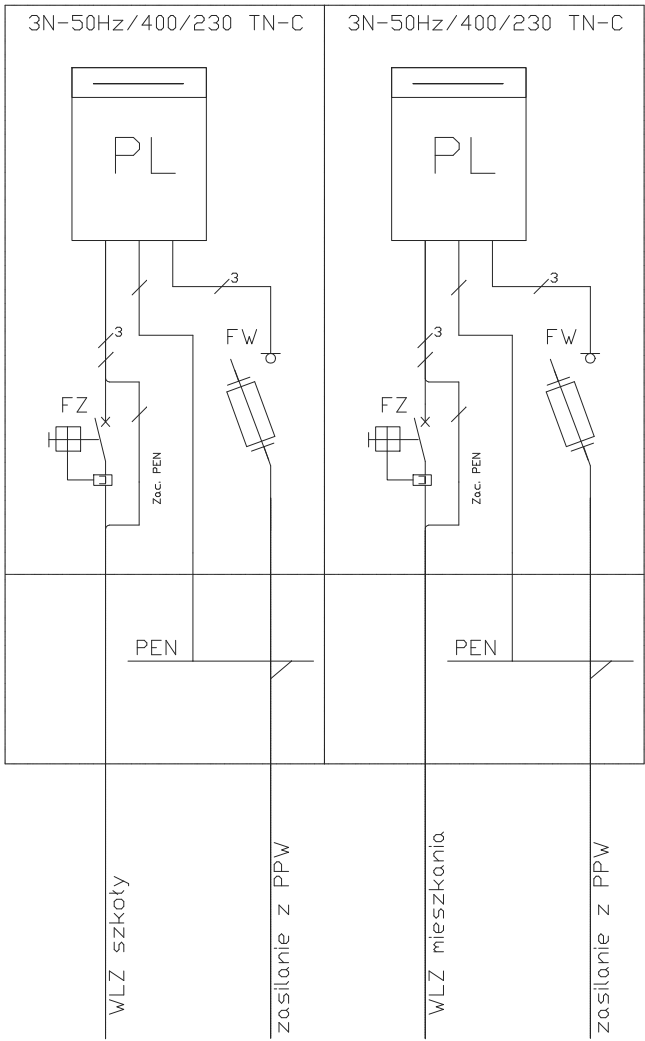 3N-50Hz/400/230 TN-C
PL
3
3
FW
FZ
Zac. PEN
PEN
WLZ szkoły
zasilanie z PPW
3N-50Hz/400/230 TN-C
PL
3
3
FW
FZ
Zac. PEN
PEN
WLZ mieszkania
zasilanie z PPW